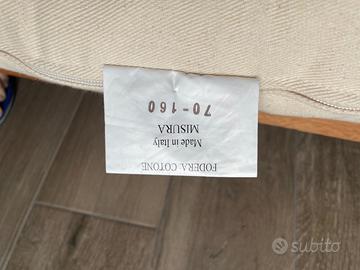 FODERA COTONE
Made in Italy
MISURA
70-160
subito